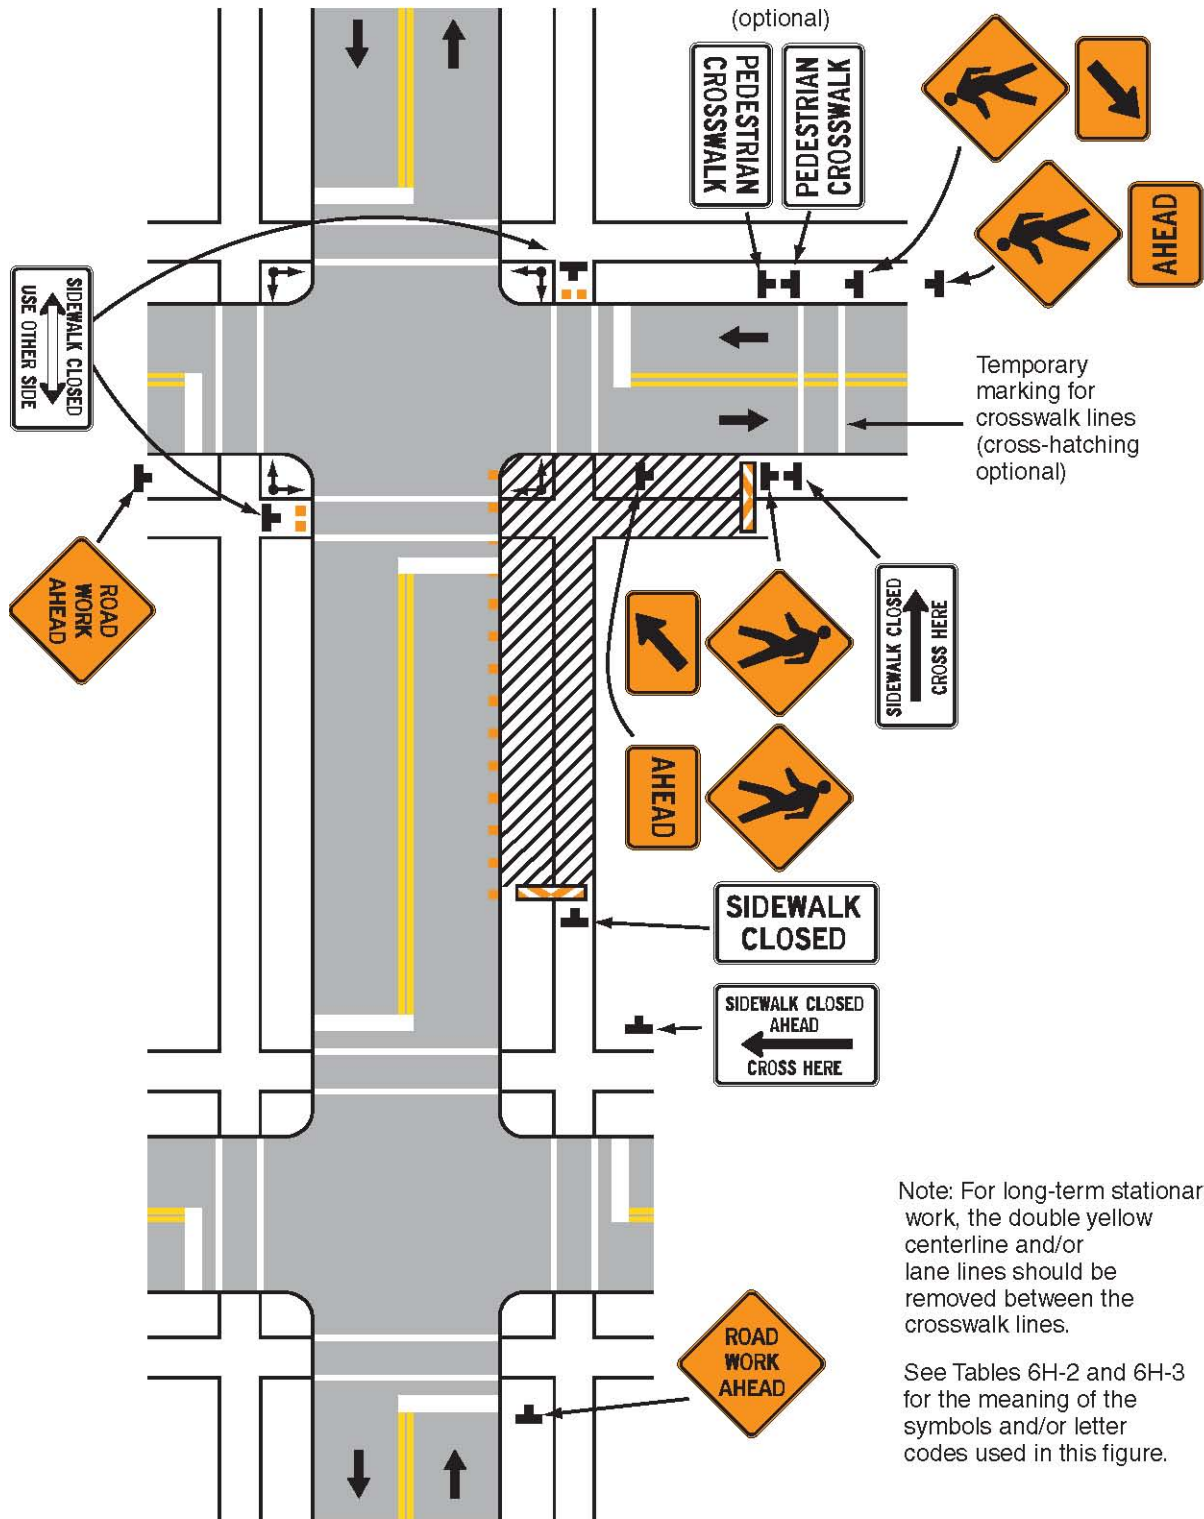 (optional)
PEDESTRIAN
CROSSWALK
PEDESTRIAN
CROSSWALK
AHEAD
SIDEWALK CLOSED
USE OTHER SIDE
Temporary
marking for
crosswalk lines
(cross-hatching
optional)
ROAD
WORK
AHEAD
SIDEWALK CLOSED
CROSS HERE
AHEAD
SIDEWALK
CLOSED
SIDEWALK CLOSED
AHEAD
CROSS HERE
ROAD
WORK
AHEAD
Note: For long-term stationar
work, the double yellow
centerline and/or
lane lines should be
removed between the
crosswalk lines.
See Tables 6H-2 and 6H-3
for the meaning of the
symbols and/or letter
codes used in this figure.